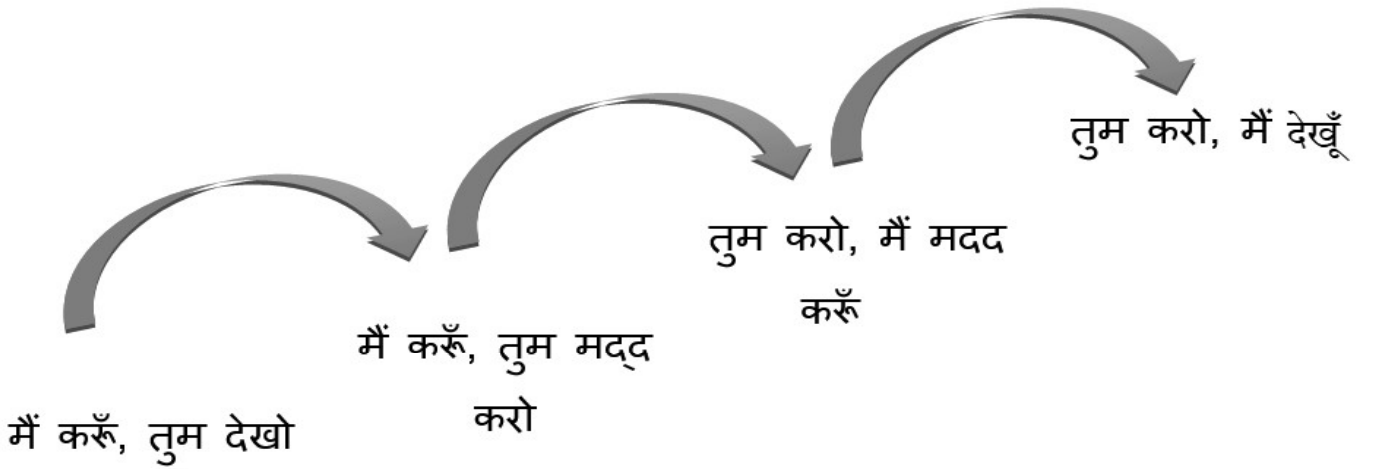 मैं करूँ, तुम देखो
मैं करूँ, तुम मद्द
करो
तुम करो, मैं मदद
करूँ
तुम करो, मैं देखूँ